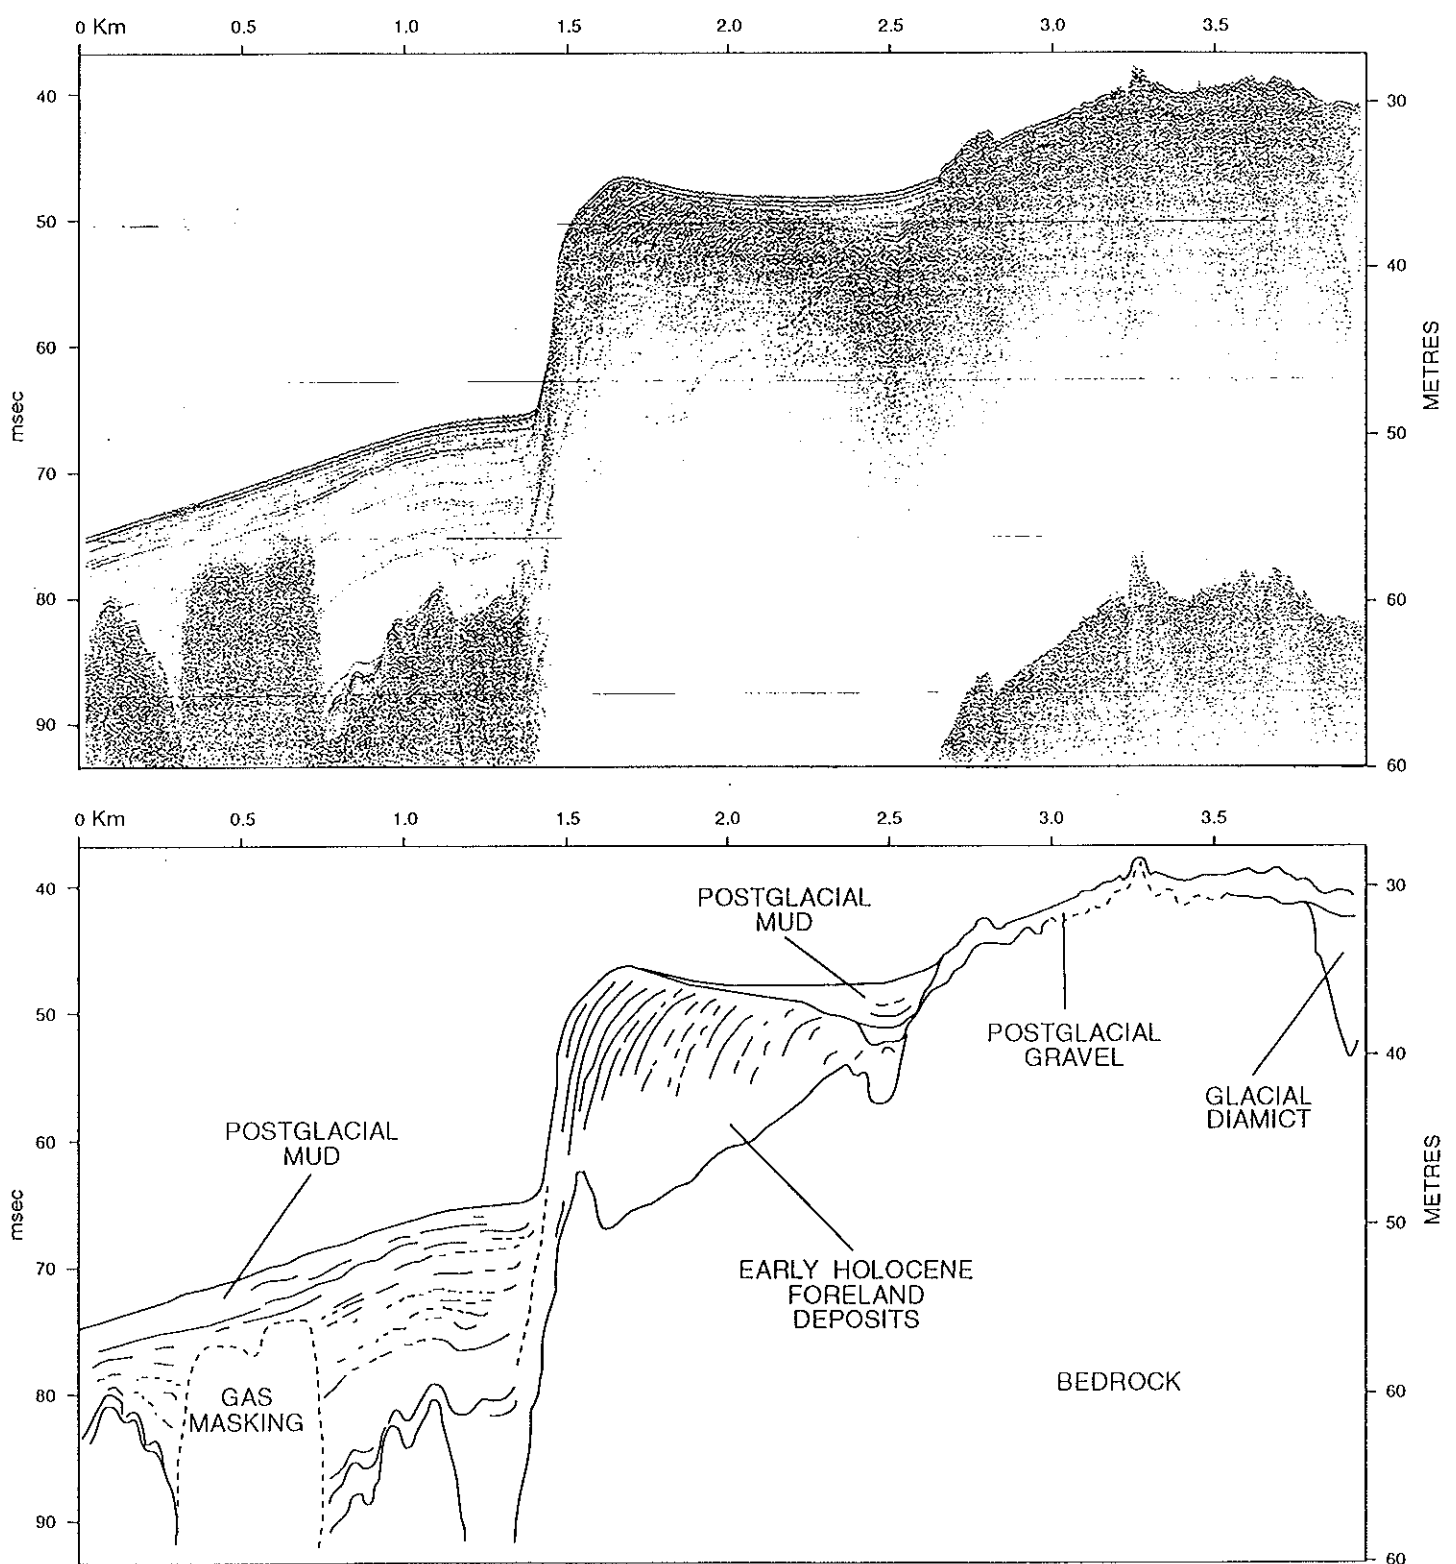 0 Km 0.5 1.0 1.5 2.0 2.5 3.0 3.5
40
50
60
70
80
90
msec
30
40
50
60
60
METRES
0 Km 0.5 1.0 1.5 2.0 2.5 3.0 3.5
40
50
60
70
80
90
msec
30
40
50
60
60
METRES
POSTGLACIAL
MUD
POSTGLACIAL
GRAVEL
GLACIAL
DIAMICT
POSTGLACIAL
MUD
EARLY HOLOCENE
FORELAND
DEPOSITS
GAS
MASKING
BEDROCK